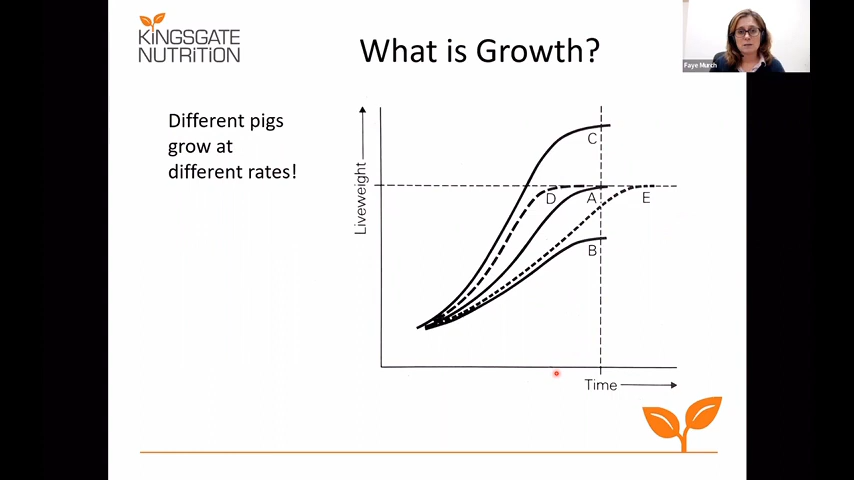 KiNGSGATE
NUTRiTiON
What is Growth?
Faye Murch
Different pigs
grow at
different rates!
Liveweight
C
D
A
E
B
Time